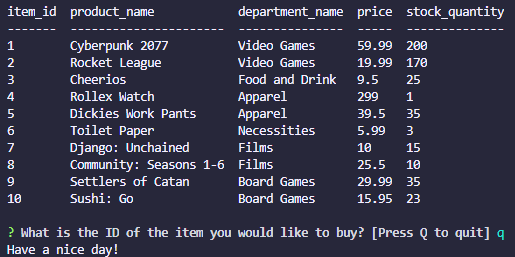 item_id  product_name            department_name  price  stock_quantity
-------  ----------------------  ---------------  -----  --------------
1        Cyberpunk 2077          Video Games      59.99  200
2        Rocket League           Video Games      19.99  170
3        Cheerios                Food and Drink   9.5    25
4        Rollex Watch            Apparel          299    1
5        Dickies Work Pants      Apparel          39.5   35
6        Toilet Paper            Necessities      5.99   3
7        Django: Unchained       Films            10     15
8        Community: Seasons 1-6  Films            25.5   10
9        Settlers of Catan       Board Games      29.99  35
10       Sushi: Go               Board Games      15.95  23
? What is the ID of the item you would like to buy? [Press Q to quit] q
Have a nice day!